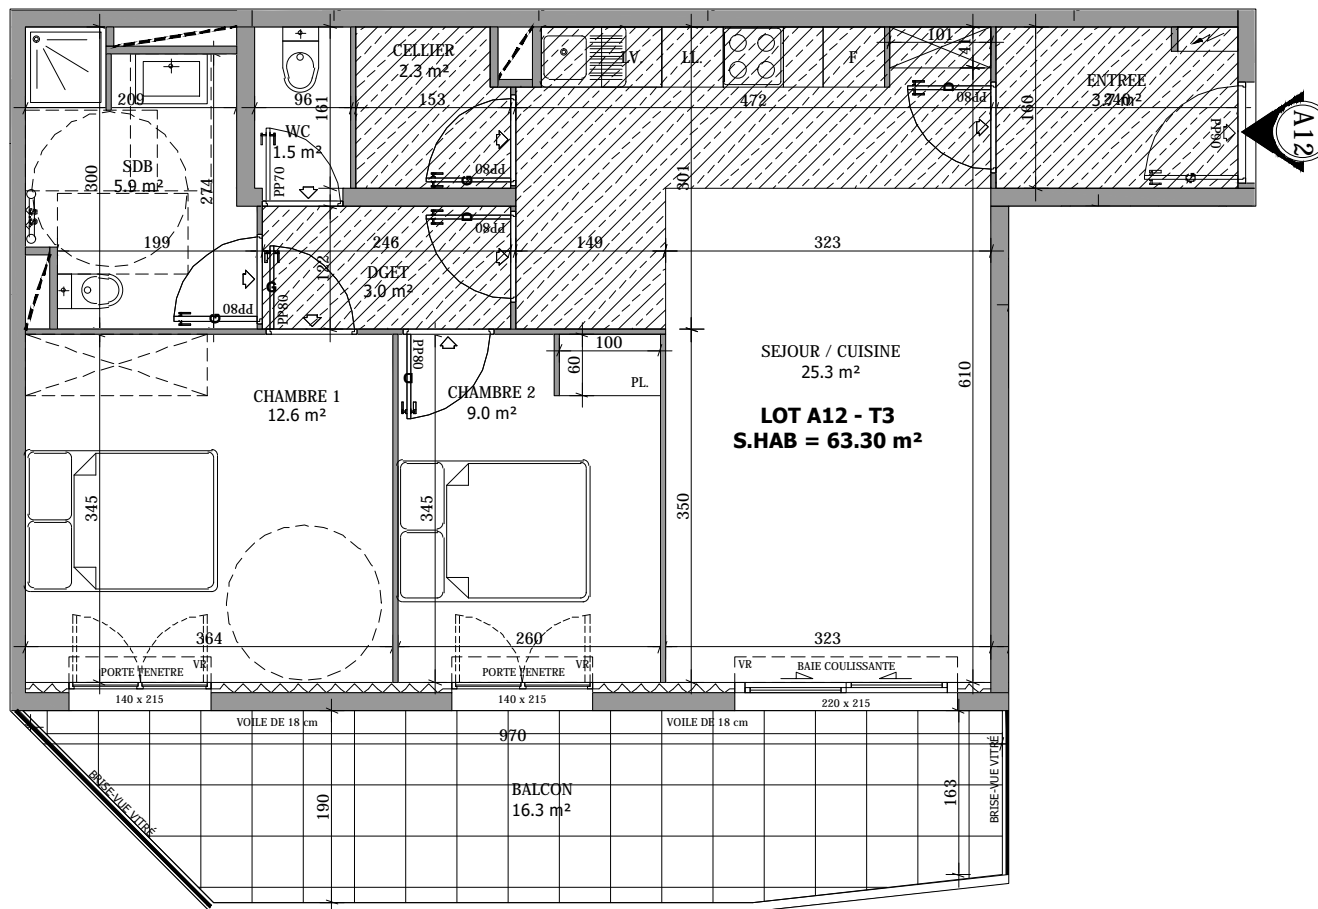 CELLIER
2.3 m²
153
LV
LL.
F
101
472
ENTREE
240
160
PP90
G
A12
209
96
161
WC
1.5 m²
PP70
PP80
G
PP80
D
SDB
5.9 m²
300
274
199
246
122
DGET
3.0 m²
PP80
D
PP80
G
PP80
G
149
301
323
CHAMBRE 1
12.6 m²
345
364
PP80
D
CHAMBRE 2
9.0 m²
345
260
100
60
PL.
SEJOUR / CUISINE
25.3 m²
LOT A12 - T3
S.HAB = 63.30 m²
610
350
323
PORTE FENETRE
VR
140 x 215
PORTE FENETRE
VR
140 x 215
VR
BAIE COULISSANTE
220 x 215
VOILE DE 18 cm
VOILE DE 18 cm
970
BALCON
16.3 m²
190
163
BRISE-VUE VITRÉ
BRISE-VUE VITRÉ